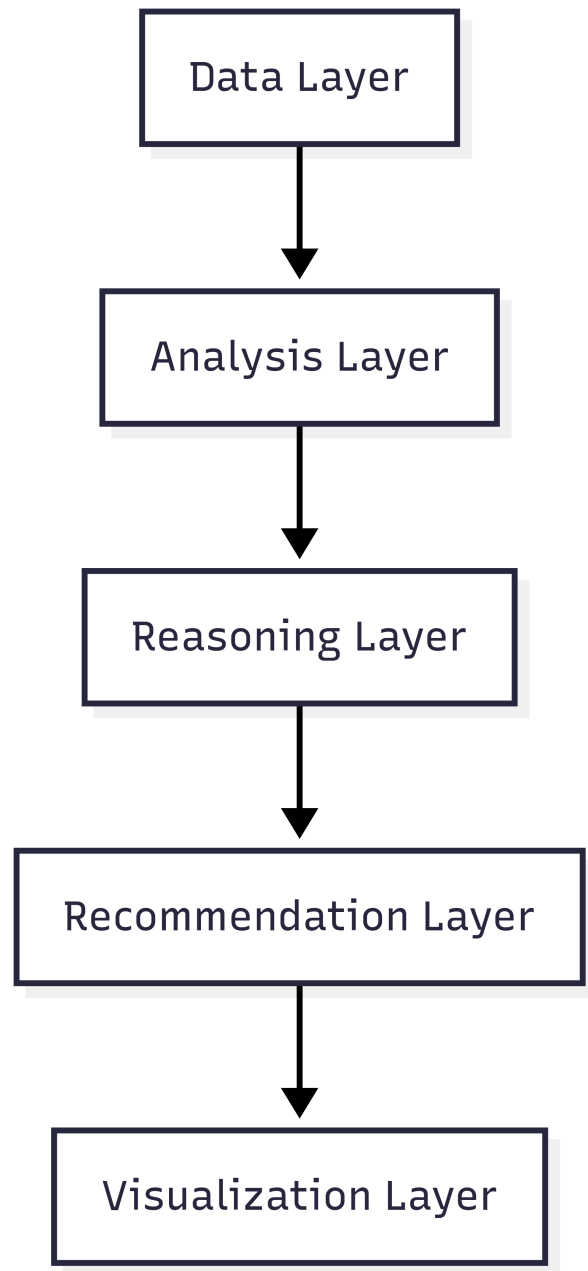 Data Layer
Analysis Layer
Reasoning Layer
Recommendation Layer
Visualization Layer